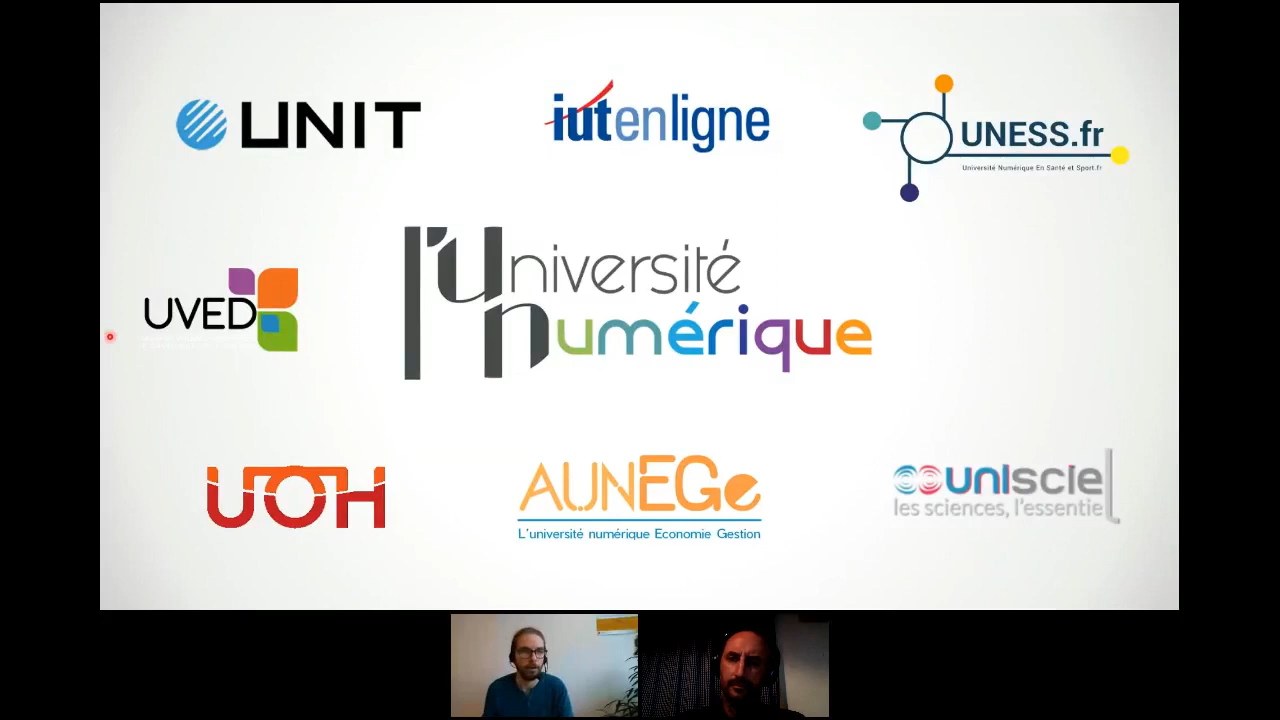 UNIT
iutenligne
UNESS.fr
Université Numérique En Santé et Sport.fr
l'Université
numérique
UVED
UOH
AUNEGe
L'université numérique Economie Gestion
unisciel
les sciences, l'essentiel